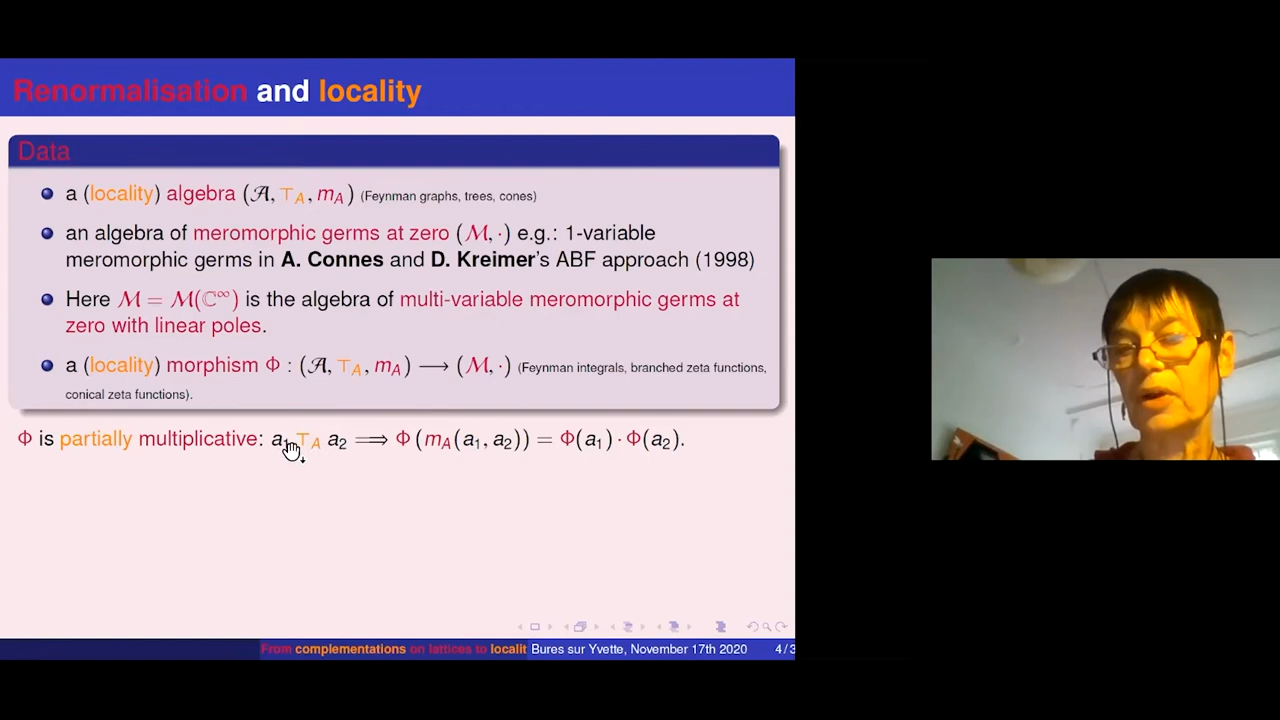 Renormalisation and locality
Data
a (locality) algebra (𝒜, ⊤_A, m_A) (Feynman graphs, trees, cones)
an algebra of meromorphic germs at zero (ℳ, ·) e.g.: 1-variable
meromorphic germs in A. Connes and D. Kreimer's ABF approach (1998)
Here ℳ = ℳ(ℂ^∞) is the algebra of multi-variable meromorphic germs at
zero with linear poles.
a (locality) morphism Φ : (𝒜, ⊤_A, m_A) ⟶ (ℳ, ·) (Feynman integrals, branched zeta functions,
conical zeta functions).
Φ is partially multiplicative: a₁ ⊤_A a₂ ⟹ Φ (m_A(a₁, a₂)) = Φ(a₁) · Φ(a₂).
From complementations on lattices to localit Bures sur Yvette, November 17th 2020 4/3